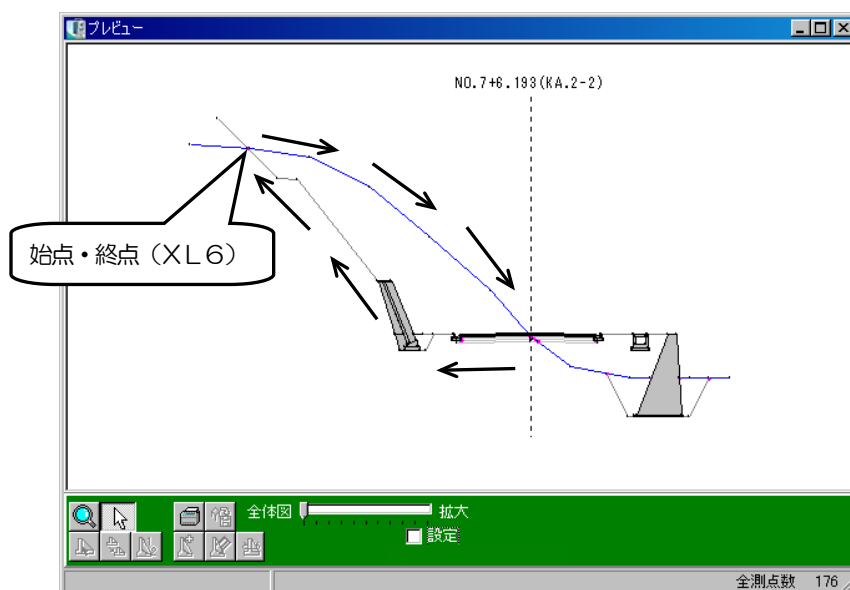 プレビュー
NO.7+6.193(KA.2-2)
始点・終点（ＸＬ６）
全体図 拡大
設定
全測点数 176